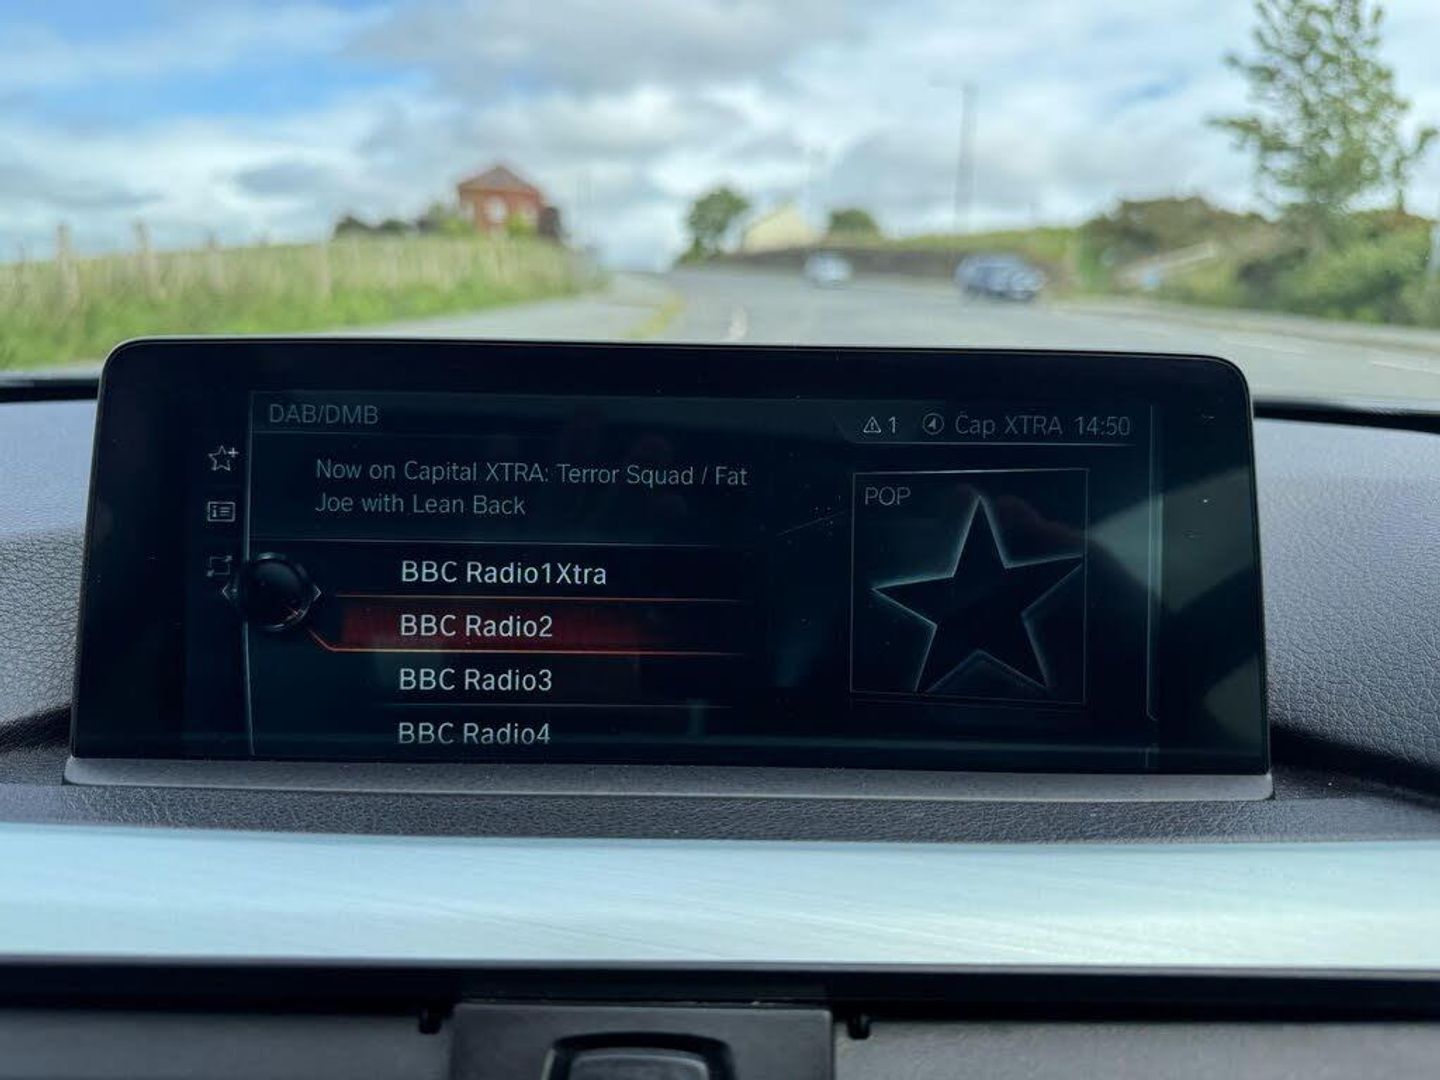 DAB/DMB
1 Cap XTRA 14:50
Now on Capital XTRA: Terror Squad / Fat
Joe with Lean Back
POP
BBC Radio1Xtra
BBC Radio2
BBC Radio3
BBC Radio4